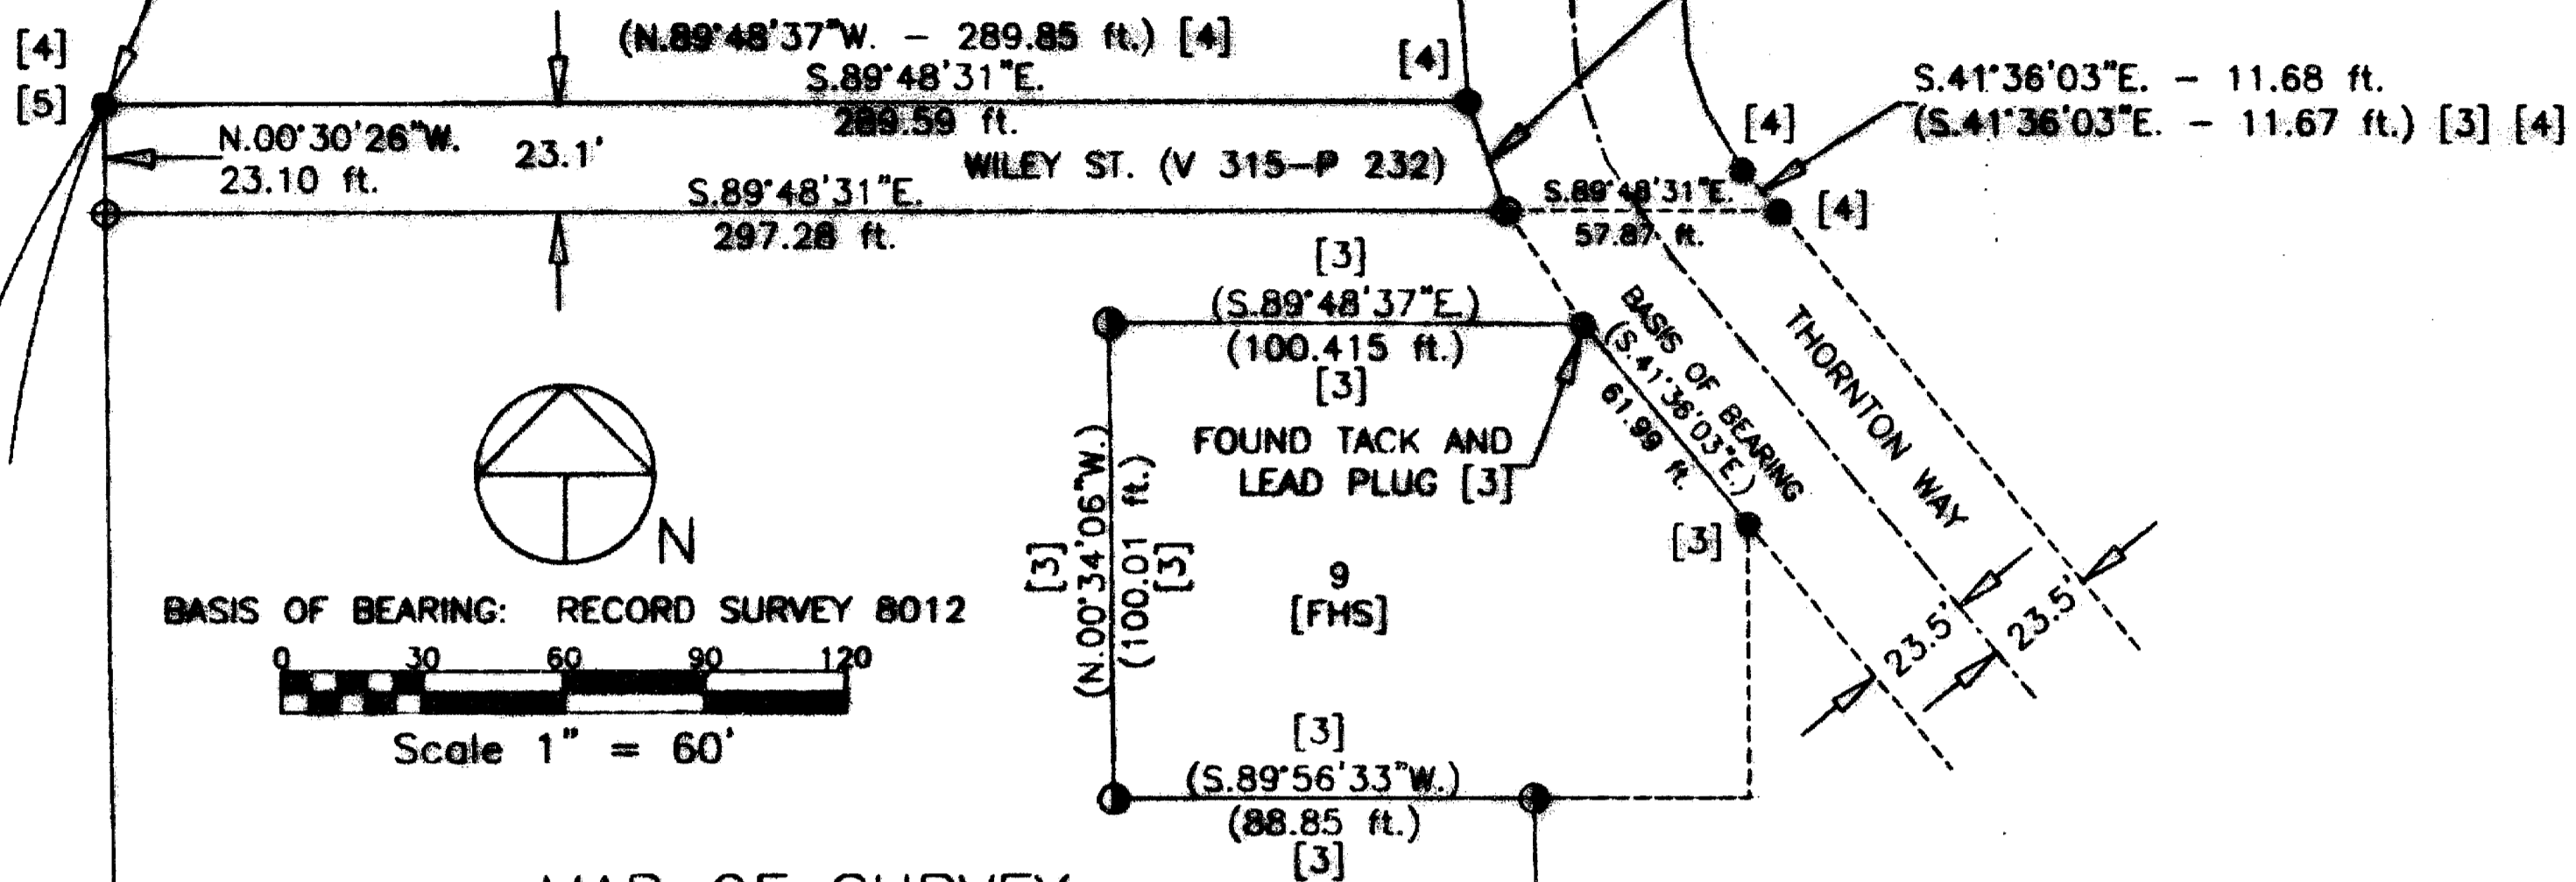 [4]
[5]
(N.89°48'37"W. - 289.85 ft.) [4]
S.89°48'31"E.
289.59 ft.
N.00°30'26"W.
23.10 ft.
23.1'
WILEY ST. (V 315-P 232)
S.89°48'31"E.
297.28 ft.
[4]
[4]
S.41°36'03"E. - 11.68 ft.
(S.41°36'03"E. - 11.67 ft.) [3] [4]
S.89°48'31"E.
57.87 ft.
[4]
[3]
(S.89°48'37"E.)
(100.415 ft.)
[3]
FOUND TACK AND
LEAD PLUG [3]
BASIS OF BEARING
(S.41°36'03"E.)
61.99 ft.
THORNTON WAY
[3]
23.5'
23.5'
[3]
(N.00°34'06"W.)
(100.01 ft.)
[3]
9
[FHS]
N
BASIS OF BEARING: RECORD SURVEY 8012
0 30 60 90 120
Scale 1" = 60'
[3]
(S.89°56'33"W.)
(88.85 ft.)
[3]
MAP OF SURVEY